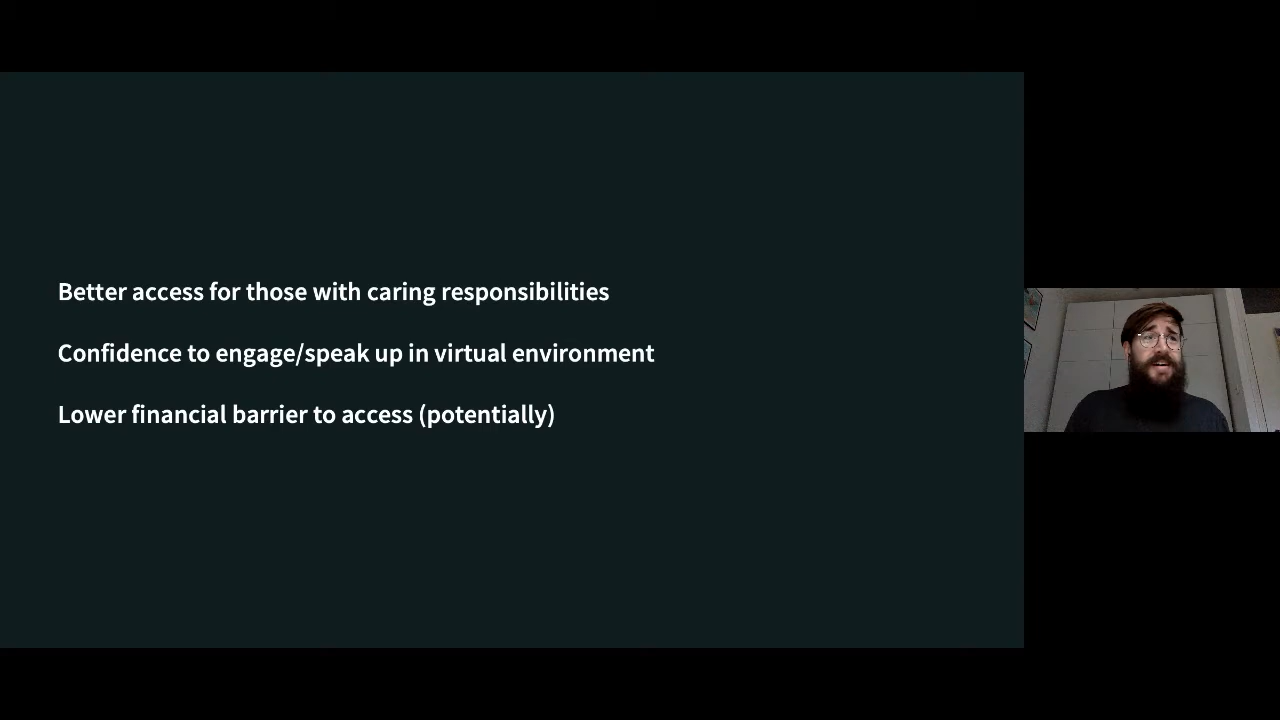 Better access for those with caring responsibilities
Confidence to engage/speak up in virtual environment
Lower financial barrier to access (potentially)